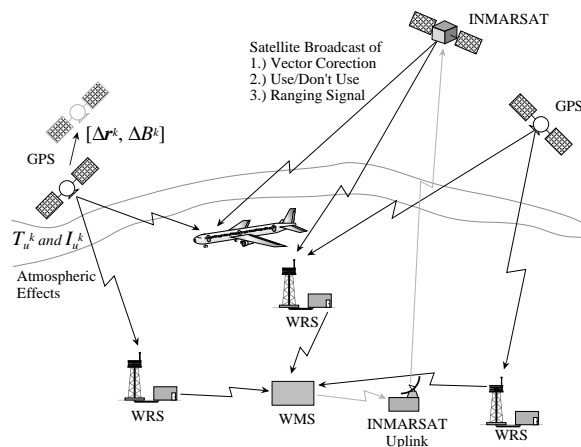 INMARSAT
Satellite Broadcast of
1.) Vector Corection
2.) Use/Don't Use
3.) Ranging Signal
GPS
[Δr^k, ΔB^k]
GPS
T_u^k and I_u^k
Atmospheric
Effects
WRS
WRS
WMS
INMARSAT
Uplink
WRS